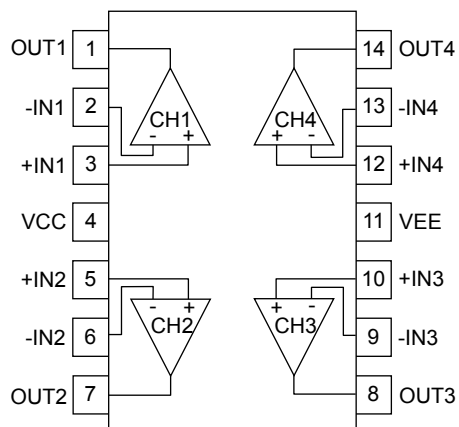 OUT1 1 14 OUT4
-IN1 2 13 -IN4
CH1 CH4
- + + -
+IN1 3 12 +IN4
VCC 4 11 VEE
+IN2 5 10 +IN3
- + + -
CH2 CH3
-IN2 6 9 -IN3
OUT2 7 8 OUT3